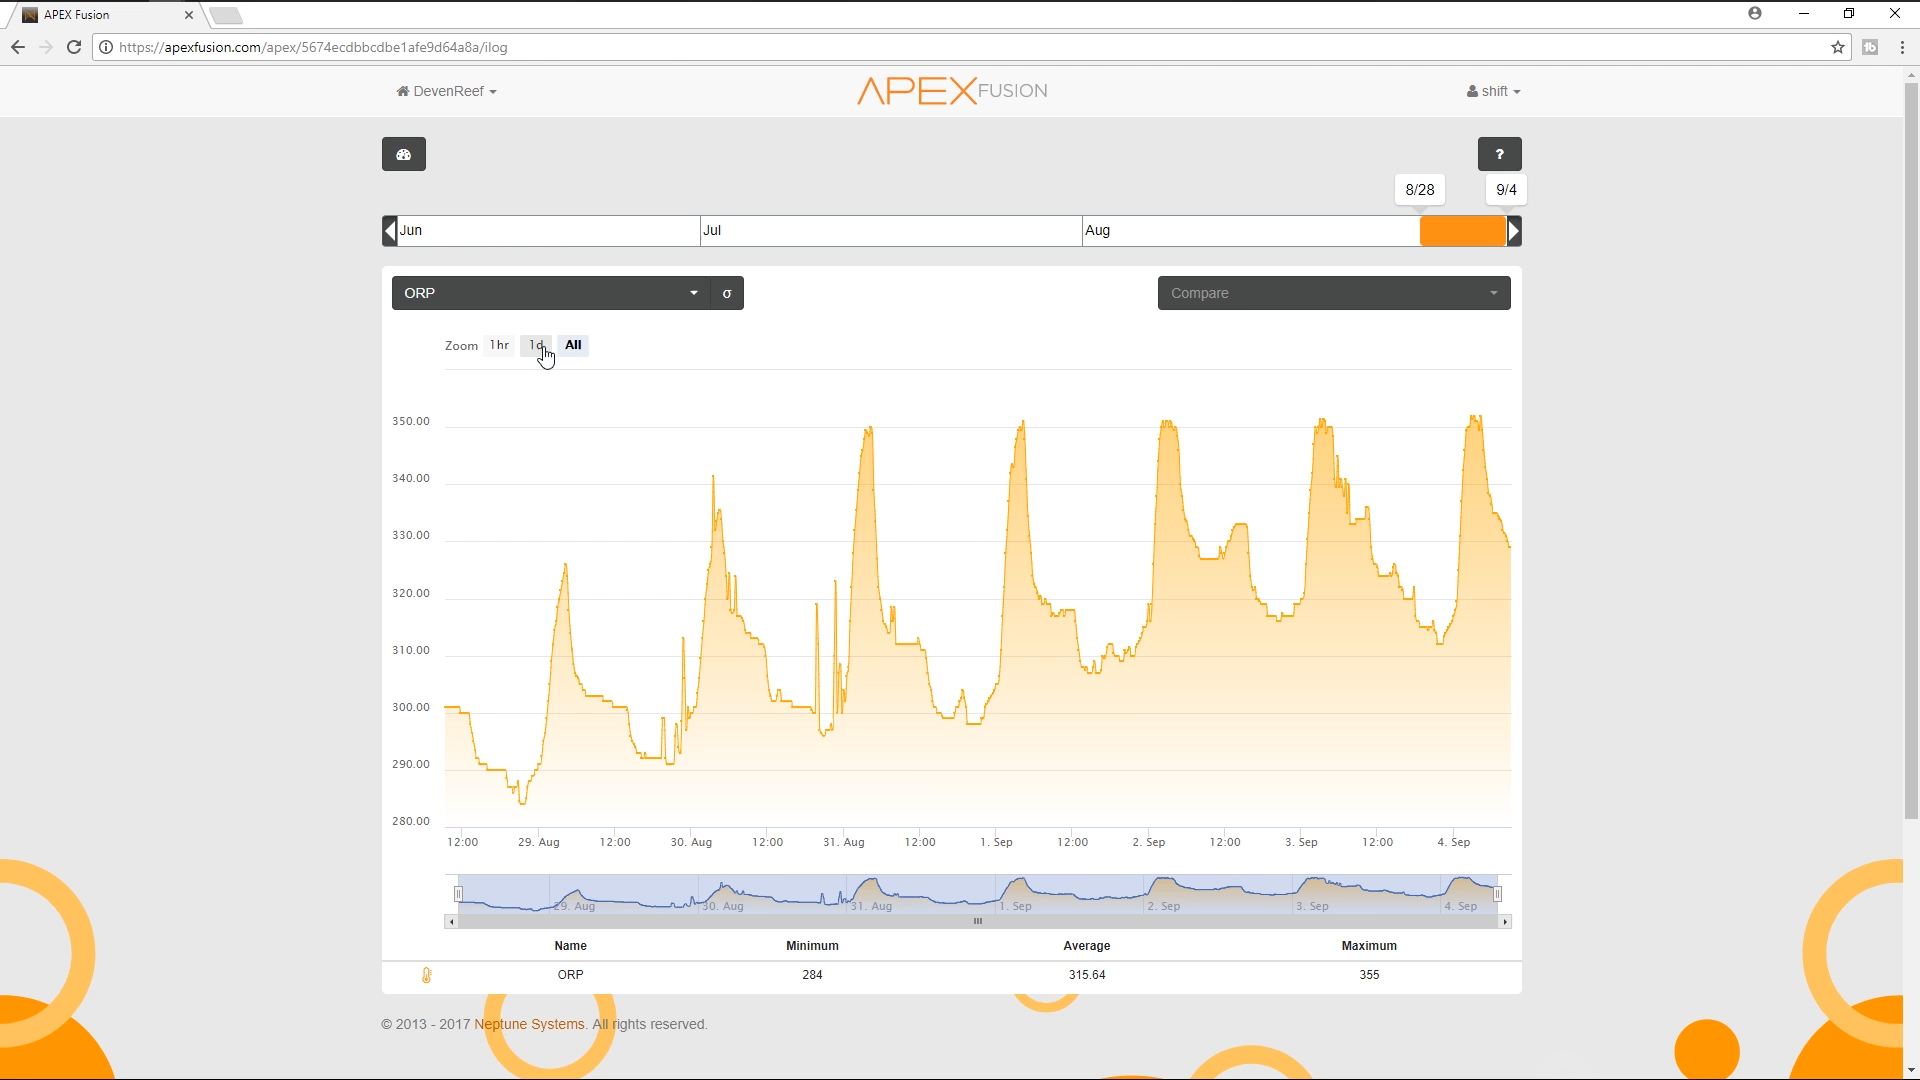 APEX Fusion
https://apexfusion.com/apex/5674ecdbbcdbe1afe9d64a8a/ilog
DevenReef
APEX FUSION
shift
?
8/28 9/4
Jun Jul Aug
ORP σ Compare
Zoom 1hr 1d All
350.00
340.00
330.00
320.00
310.00
300.00
290.00
280.00
12:00 29. Aug 12:00 30. Aug 12:00 31. Aug 12:00 1. Sep 12:00 2. Sep 12:00 3. Sep 12:00 4. Sep
29. Aug 30. Aug 31. Aug 1. Sep 2. Sep 3. Sep 4. Sep
Name Minimum Average Maximum
ORP 284 315.64 355
© 2013 - 2017 Neptune Systems. All rights reserved.